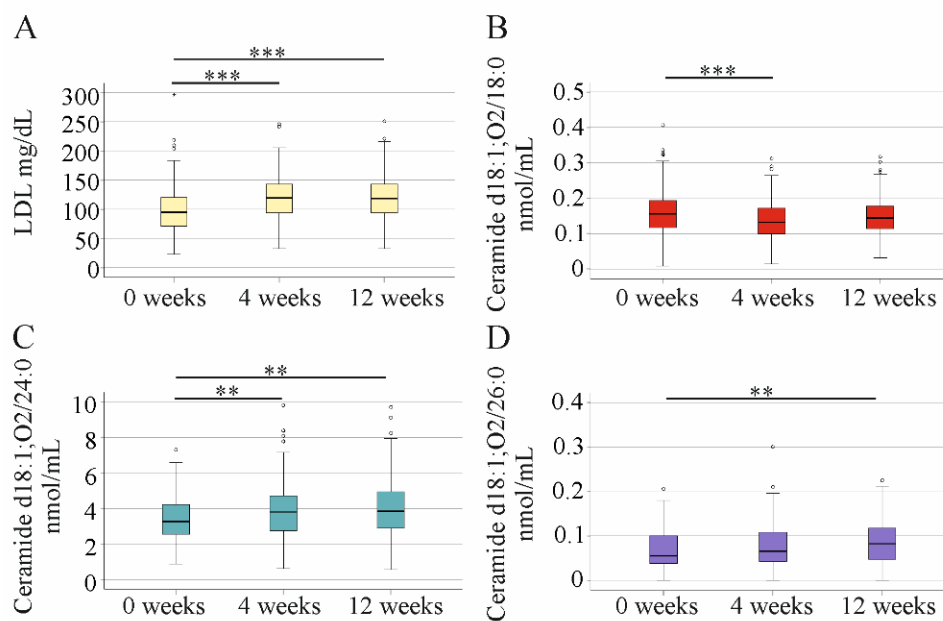 A
***
***
LDL mg/dL
300
250
200
150
100
50
0
0 weeks 4 weeks 12 weeks
B
***
Ceramide d18:1;O2/18:0
nmol/mL
0.5
0.4
0.3
0.2
0.1
0
0 weeks 4 weeks 12 weeks
C
**
**
Ceramide d18:1;O2/24:0
nmol/mL
10
8
6
4
2
0
0 weeks 4 weeks 12 weeks
D
**
Ceramide d18:1;O2/26:0
nmol/mL
0.4
0.3
0.2
0.1
0
0 weeks 4 weeks 12 weeks